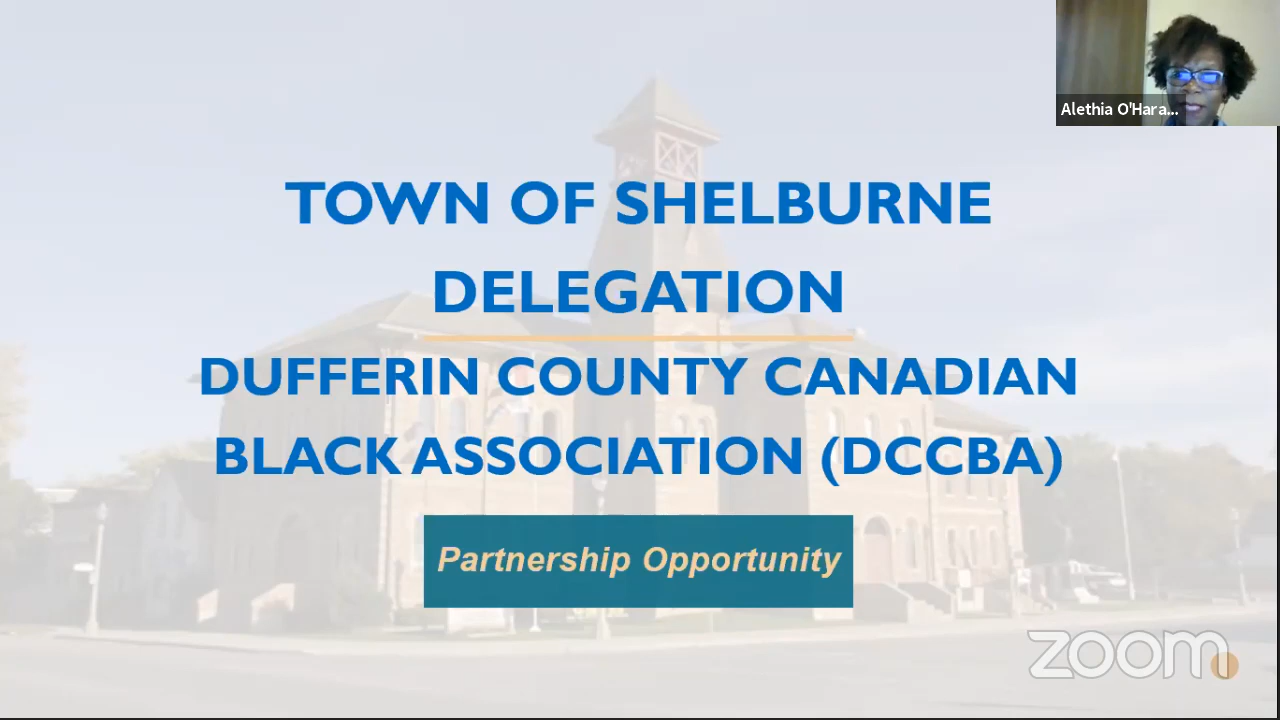 Alethia O'Hara...
TOWN OF SHELBURNE
DELEGATION
DUFFERIN COUNTY CANADIAN
BLACK ASSOCIATION (DCCBA)
Partnership Opportunity
zoom